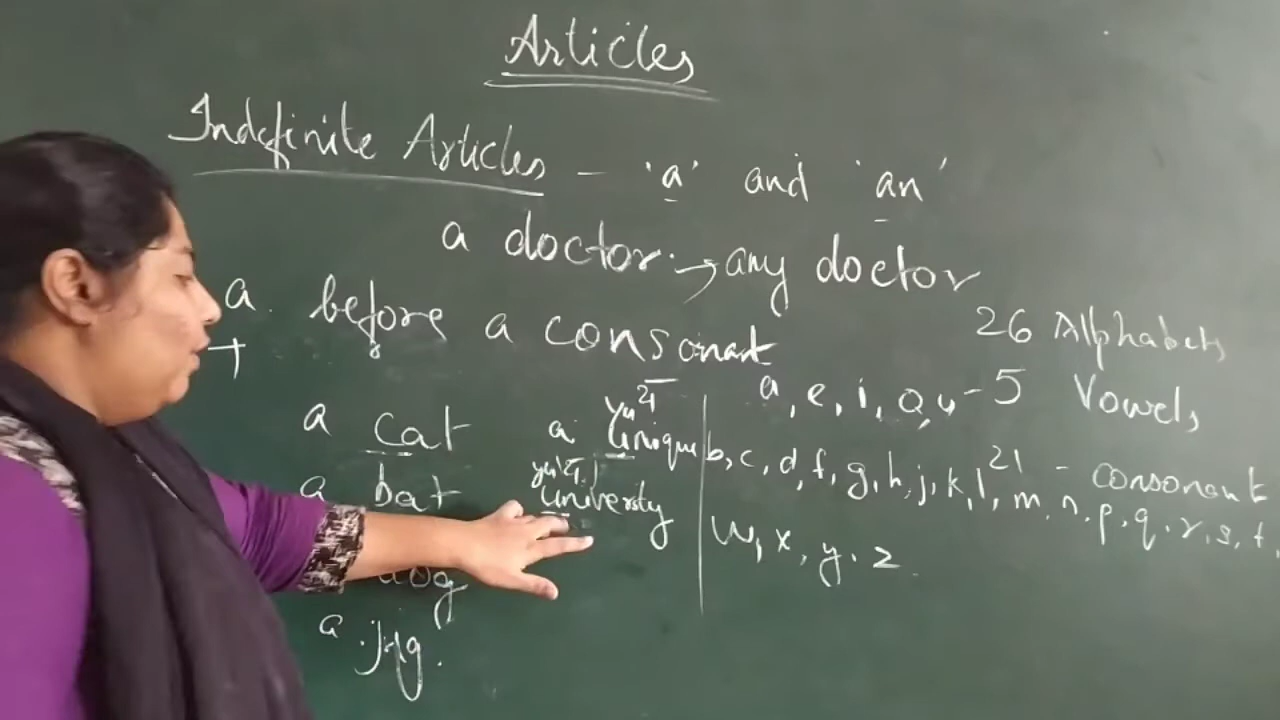 Articles
Indefinite Articles - 'a' and 'an'
a doctor. → any doctor
a. before a consonant
+
a cat
a bat
dog
a jug.
a unique
university
26 Alphabets
a, e, i, o, u - 5 Vowels
21 - consonant
b, c, d, f, g, h, j, k, l, m, n, p, q, r, s, t,
w, x, y, z